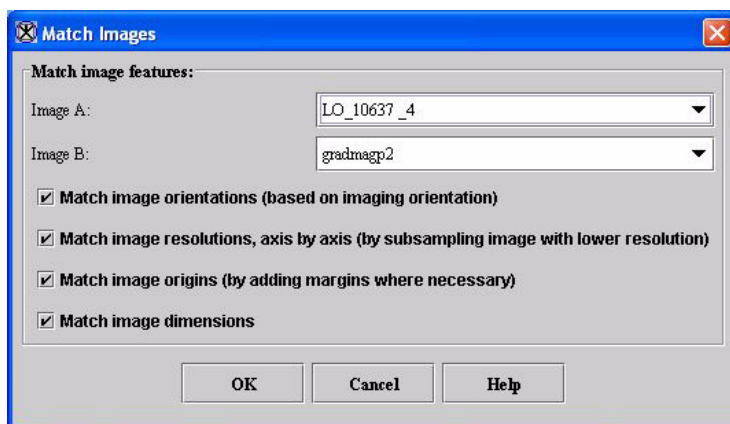 Match Images
Match image features:
Image A:
LO_10637 _4
Image B:
gradmagp2
Match image orientations (based on imaging orientation)
Match image resolutions, axis by axis (by subsampling image with lower resolution)
Match image origins (by adding margins where necessary)
Match image dimensions
OK Cancel Help